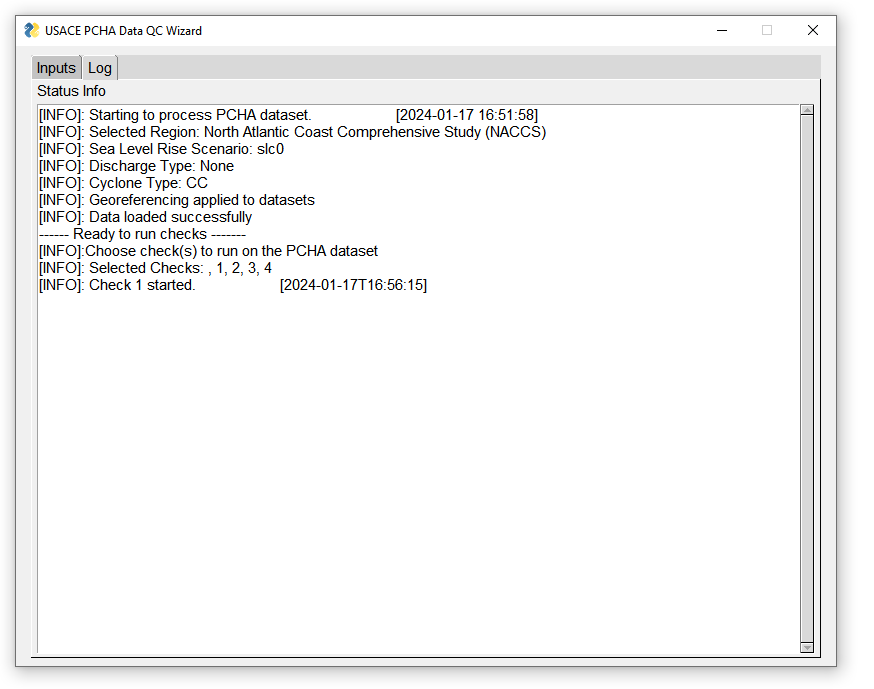 USACE PCHA Data QC Wizard
Inputs Log
Status Info
[INFO]: Starting to process PCHA dataset. [2024-01-17 16:51:58]
[INFO]: Selected Region: North Atlantic Coast Comprehensive Study (NACCS)
[INFO]: Sea Level Rise Scenario: slc0
[INFO]: Discharge Type: None
[INFO]: Cyclone Type: CC
[INFO]: Georeferencing applied to datasets
[INFO]: Data loaded successfully
------ Ready to run checks -------
[INFO]:Choose check(s) to run on the PCHA dataset
[INFO]: Selected Checks: , 1, 2, 3, 4
[INFO]: Check 1 started. [2024-01-17T16:56:15]